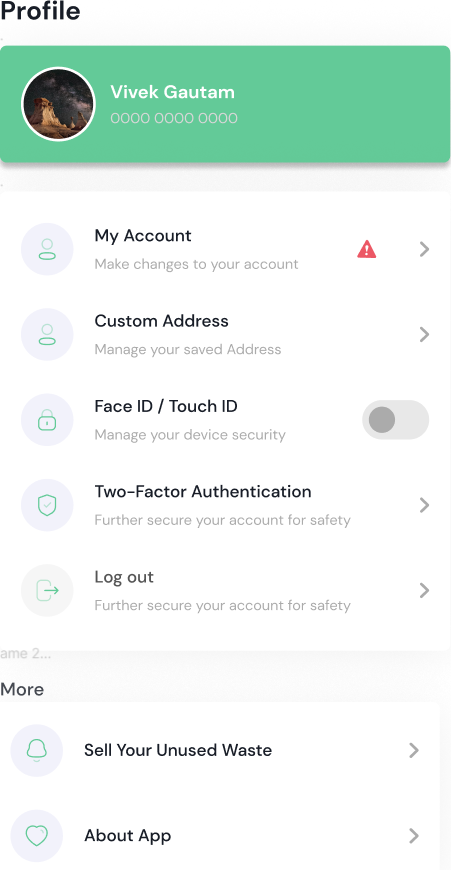 Profile
Vivek Gautam
0000 0000 0000
My Account
Make changes to your account
Custom Address
Manage your saved Address
Face ID / Touch ID
Manage your device security
Two-Factor Authentication
Further secure your account for safety
Log out
Further secure your account for safety
ame 2...
More
Sell Your Unused Waste
About App